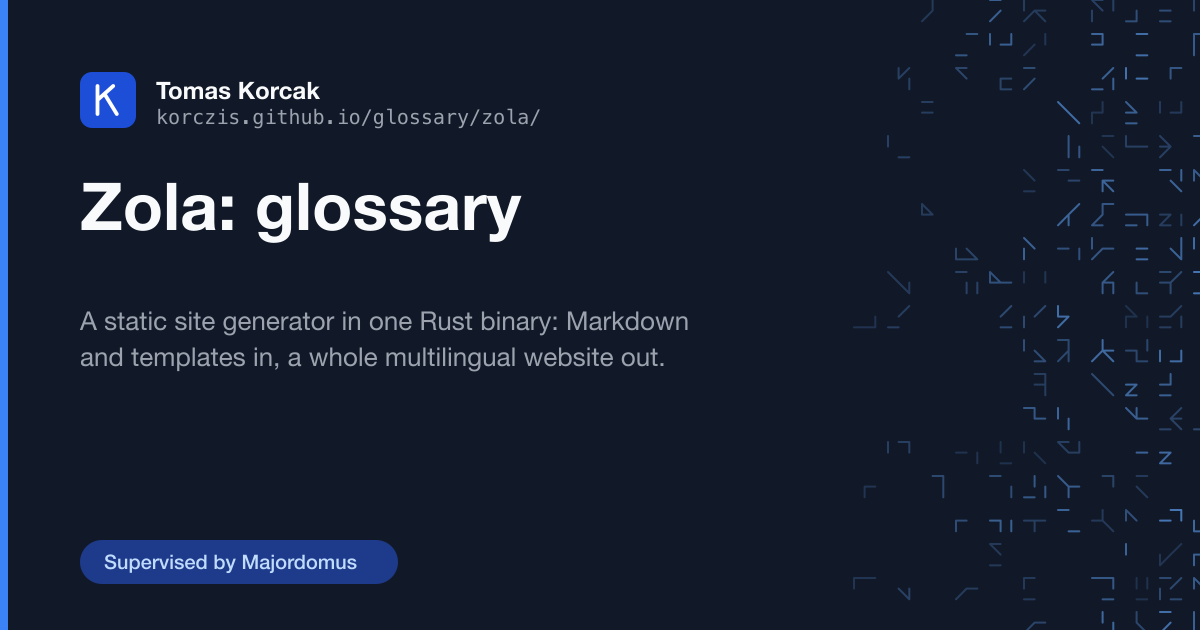 Tomas Korcak
korczis.github.io/glossary/zola/
Zola: glossary
A static site generator in one Rust binary: Markdown
and templates in, a whole multilingual website out.
Supervised by Majordomus